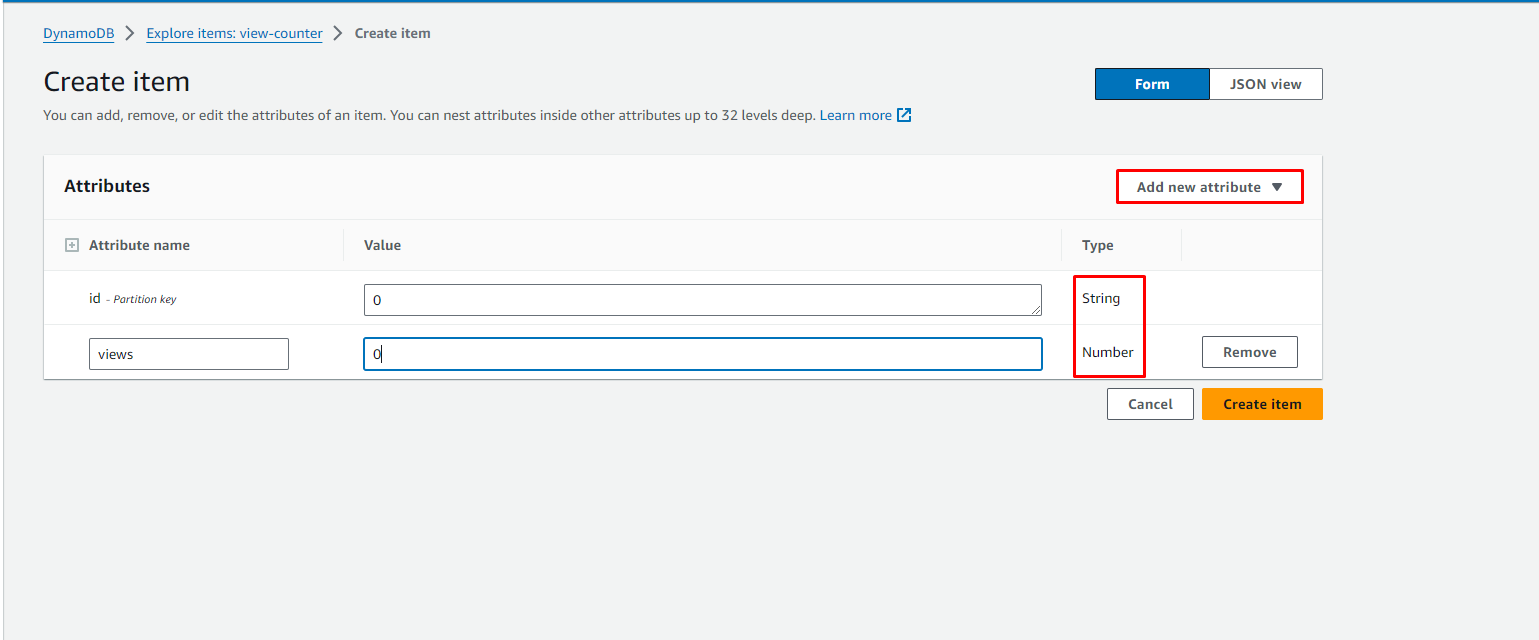 DynamoDB > Explore items: view-counter > Create item
Create item
Form JSON view
You can add, remove, or edit the attributes of an item. You can nest attributes inside other attributes up to 32 levels deep. Learn more
Attributes
Add new attribute
Attribute name Value Type
id - Partition key 0 String
views 0 Number Remove
Cancel Create item